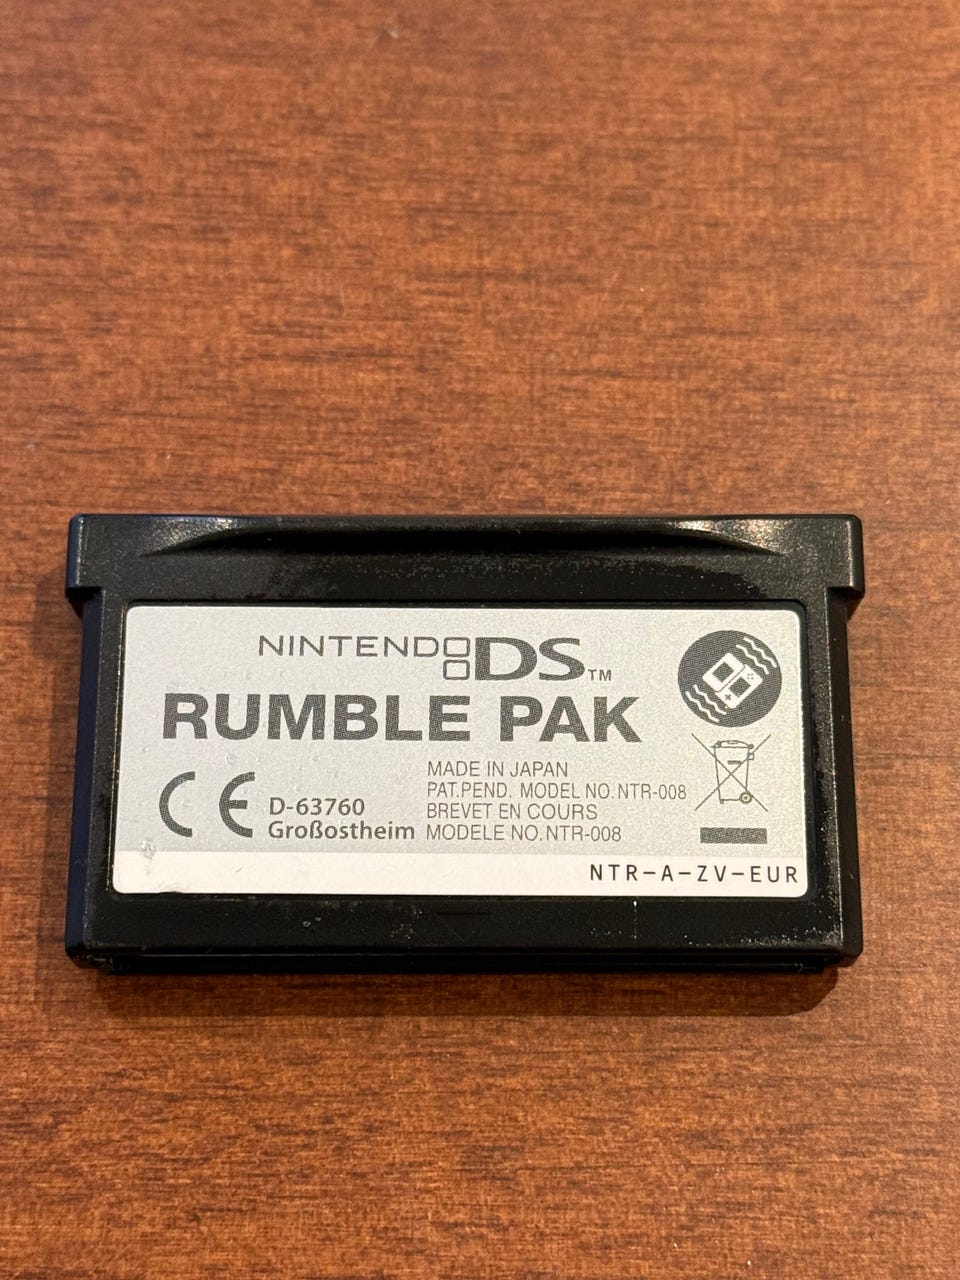 NINTENDO DS™
RUMBLE PAK
CE D-63760
Großostheim
MADE IN JAPAN
PAT.PEND. MODEL NO. NTR-008
BREVET EN COURS
MODELE NO. NTR-008
NTR-A-ZV-EUR